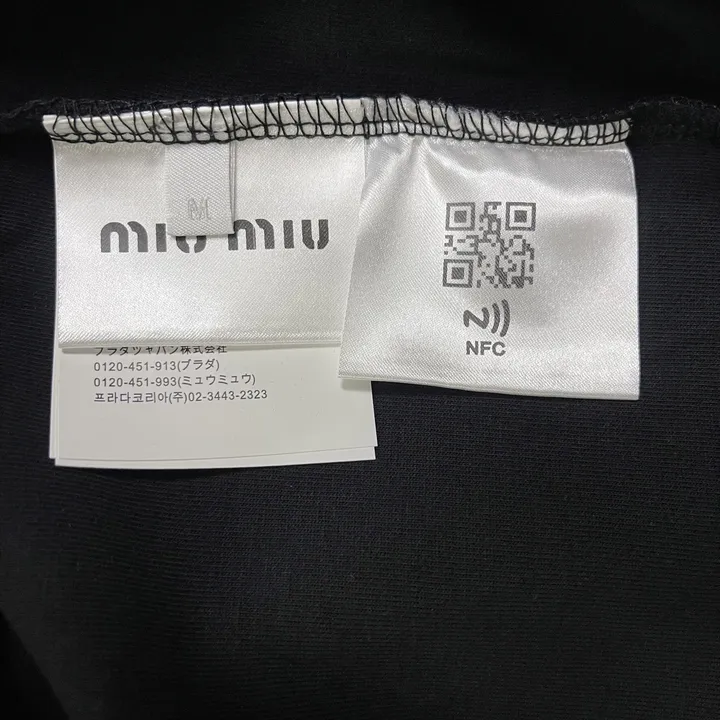 M
miu miu
プラダジャパン株式会社
0120-451-913(プラダ)
0120-451-993(ミュウミュウ)
프라다코리아(주)02-3443-2323
NFC